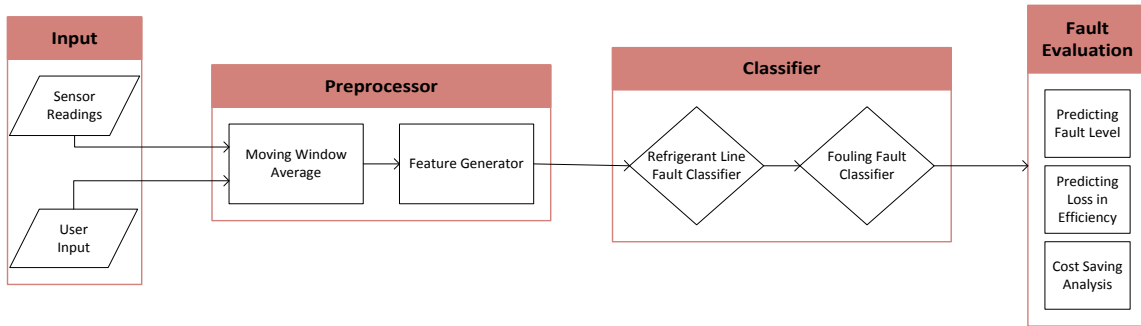 Input
Sensor
Readings
User
Input
Preprocessor
Moving Window
Average
Feature Generator
Classifier
Refrigerant Line
Fault Classifier
Fouling Fault
Classifier
Fault
Evaluation
Predicting
Fault Level
Predicting
Loss in
Efficiency
Cost Saving
Analysis